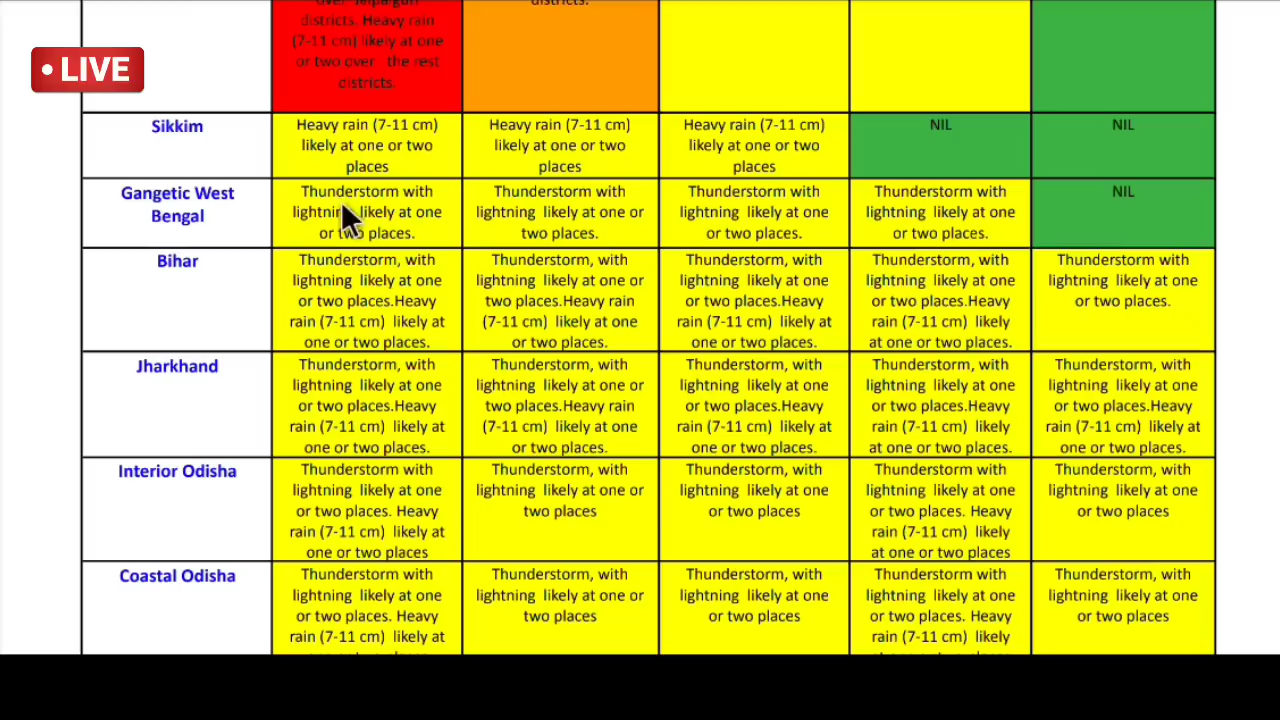 over Jalpaiguri
districts. Heavy rain
(7-11 cm) likely at one
or two over the rest
districts.
districts.
• LIVE
Sikkim
Heavy rain (7-11 cm)
likely at one or two
places
Heavy rain (7-11 cm)
likely at one or two
places
Heavy rain (7-11 cm)
likely at one or two
places
NIL
NIL
Gangetic West
Bengal
Thunderstorm with
lightning likely at one
or two places.
Thunderstorm with
lightning likely at one or
two places.
Thunderstorm with
lightning likely at one
or two places.
Thunderstorm with
lightning likely at one
or two places.
NIL
Bihar
Thunderstorm, with
lightning likely at one
or two places.Heavy
rain (7-11 cm) likely at
one or two places.
Thunderstorm, with
lightning likely at one or
two places.Heavy rain
(7-11 cm) likely at one
or two places.
Thunderstorm, with
lightning likely at one
or two places.Heavy
rain (7-11 cm) likely at
one or two places.
Thunderstorm, with
lightning likely at one
or two places.Heavy
rain (7-11 cm) likely
at one or two places.
Thunderstorm with
lightning likely at one
or two places.
Jharkhand
Thunderstorm, with
lightning likely at one
or two places.Heavy
rain (7-11 cm) likely at
one or two places.
Thunderstorm, with
lightning likely at one or
two places.Heavy rain
(7-11 cm) likely at one
or two places.
Thunderstorm, with
lightning likely at one
or two places.Heavy
rain (7-11 cm) likely at
one or two places.
Thunderstorm, with
lightning likely at one
or two places.Heavy
rain (7-11 cm) likely
at one or two places.
Thunderstorm, with
lightning likely at one
or two places.Heavy
rain (7-11 cm) likely at
one or two places.
Interior Odisha
Thunderstorm with
lightning likely at one
or two places. Heavy
rain (7-11 cm) likely at
one or two places
Thunderstorm, with
lightning likely at one or
two places
Thunderstorm, with
lightning likely at one
or two places
Thunderstorm with
lightning likely at one
or two places. Heavy
rain (7-11 cm) likely
at one or two places
Thunderstorm, with
lightning likely at one
or two places
Coastal Odisha
Thunderstorm with
lightning likely at one
or two places. Heavy
rain (7-11 cm) likely at
Thunderstorm, with
lightning likely at one or
two places
Thunderstorm, with
lightning likely at one
or two places
Thunderstorm with
lightning likely at one
or two places. Heavy
rain (7-11 cm) likely
Thunderstorm, with
lightning likely at one
or two places